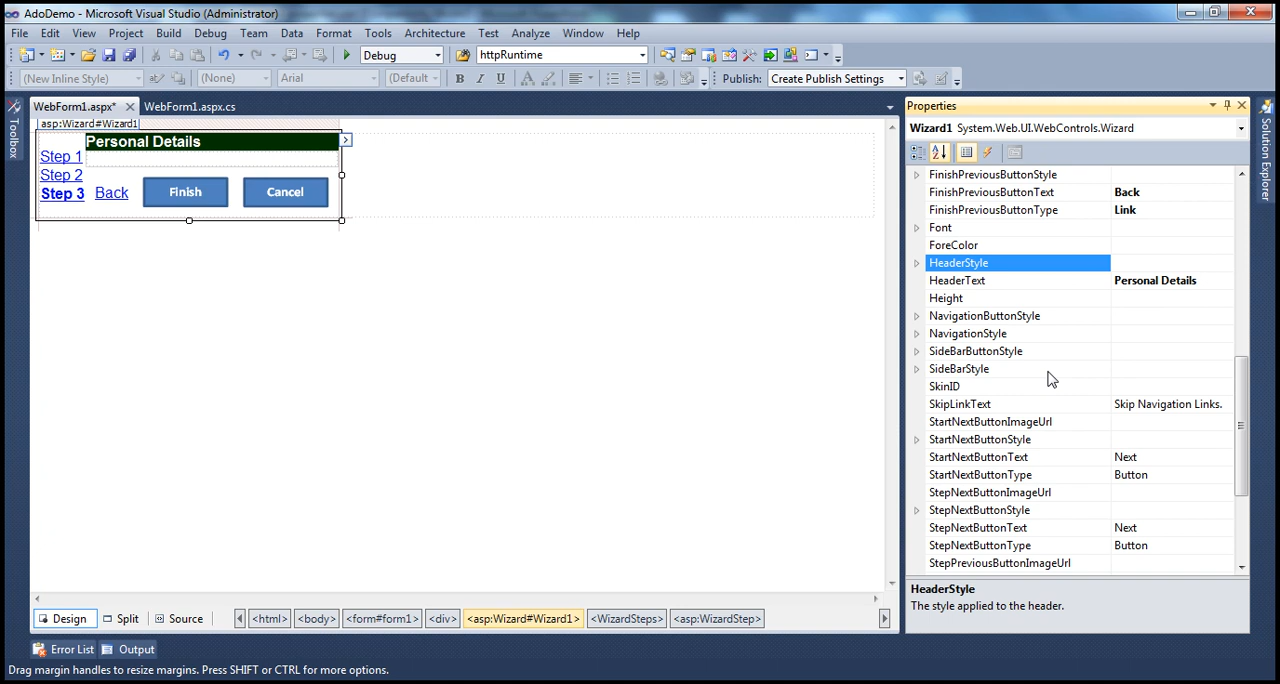 AdoDemo - Microsoft Visual Studio (Administrator)
File Edit View Project Build Debug Team Data Format Tools Architecture Test Analyze Window Help
Debug httpRuntime
(New Inline Style) (None) Arial (Default B I U A Publish: Create Publish Settings
WebForm1.aspx* WebForm1.aspx.cs
Toolbox
asp:Wizard#Wizard1
Personal Details
Step 1
Step 2
Step 3 Back Finish Cancel
Properties
Wizard1 System.Web.UI.WebControls.Wizard
FinishPreviousButtonStyle
FinishPreviousButtonText Back
FinishPreviousButtonType Link
Font
ForeColor
HeaderStyle
HeaderText Personal Details
Height
NavigationButtonStyle
NavigationStyle
SideBarButtonStyle
SideBarStyle
SkinID
SkipLinkText Skip Navigation Links.
StartNextButtonImageUrl
StartNextButtonStyle
StartNextButtonText Next
StartNextButtonType Button
StepNextButtonImageUrl
StepNextButtonStyle
StepNextButtonText Next
StepNextButtonType Button
StepPreviousButtonImageUrl
HeaderStyle
The style applied to the header.
Solution Explorer
Design Split Source <html> <body> <form#form1> <div> <asp:Wizard#Wizard1> <WizardSteps> <asp:WizardStep>
Error List Output
Drag margin handles to resize margins. Press SHIFT or CTRL for more options.